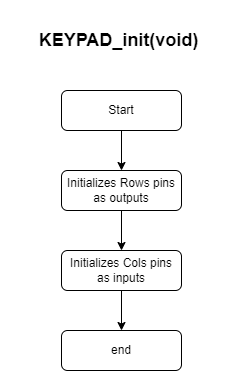 KEYPAD_init(void)
Start
Initializes Rows pins
as outputs
Initializes Cols pins
as inputs
end